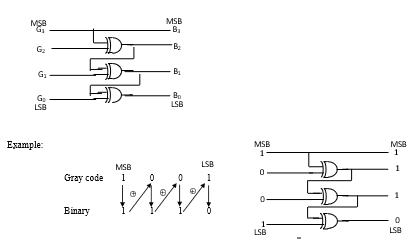 MSB MSB
G3 B3
G2 B2
G1 B1
G0 B0
LSB LSB
Example:
MSB LSB
Gray code 1 0 0 1
Binary 1 1 1 0
MSB MSB
1 1
0 1
0 1
1 0
LSB LSB